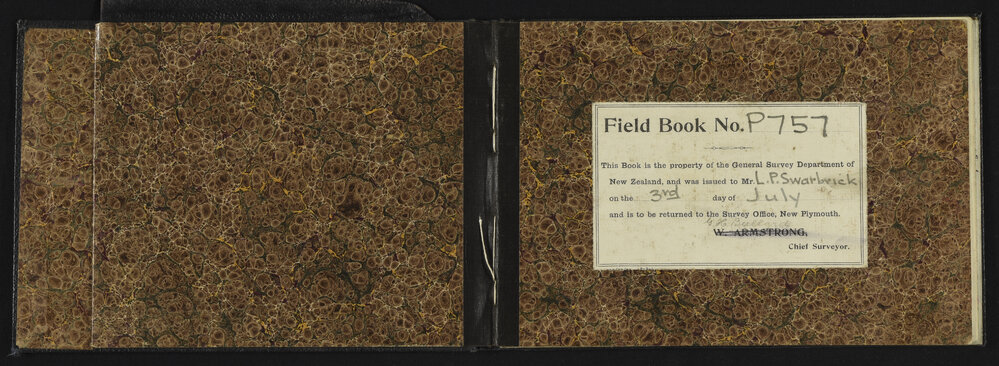 Field Book No. P757
This Book is the property of the General Survey Department of
New Zealand, and was issued to Mr. L.P. Swarbrick
on the 3rd day of July
and is to be returned to the Survey Office, New Plymouth.
W. ARMSTRONG,
Chief Surveyor.